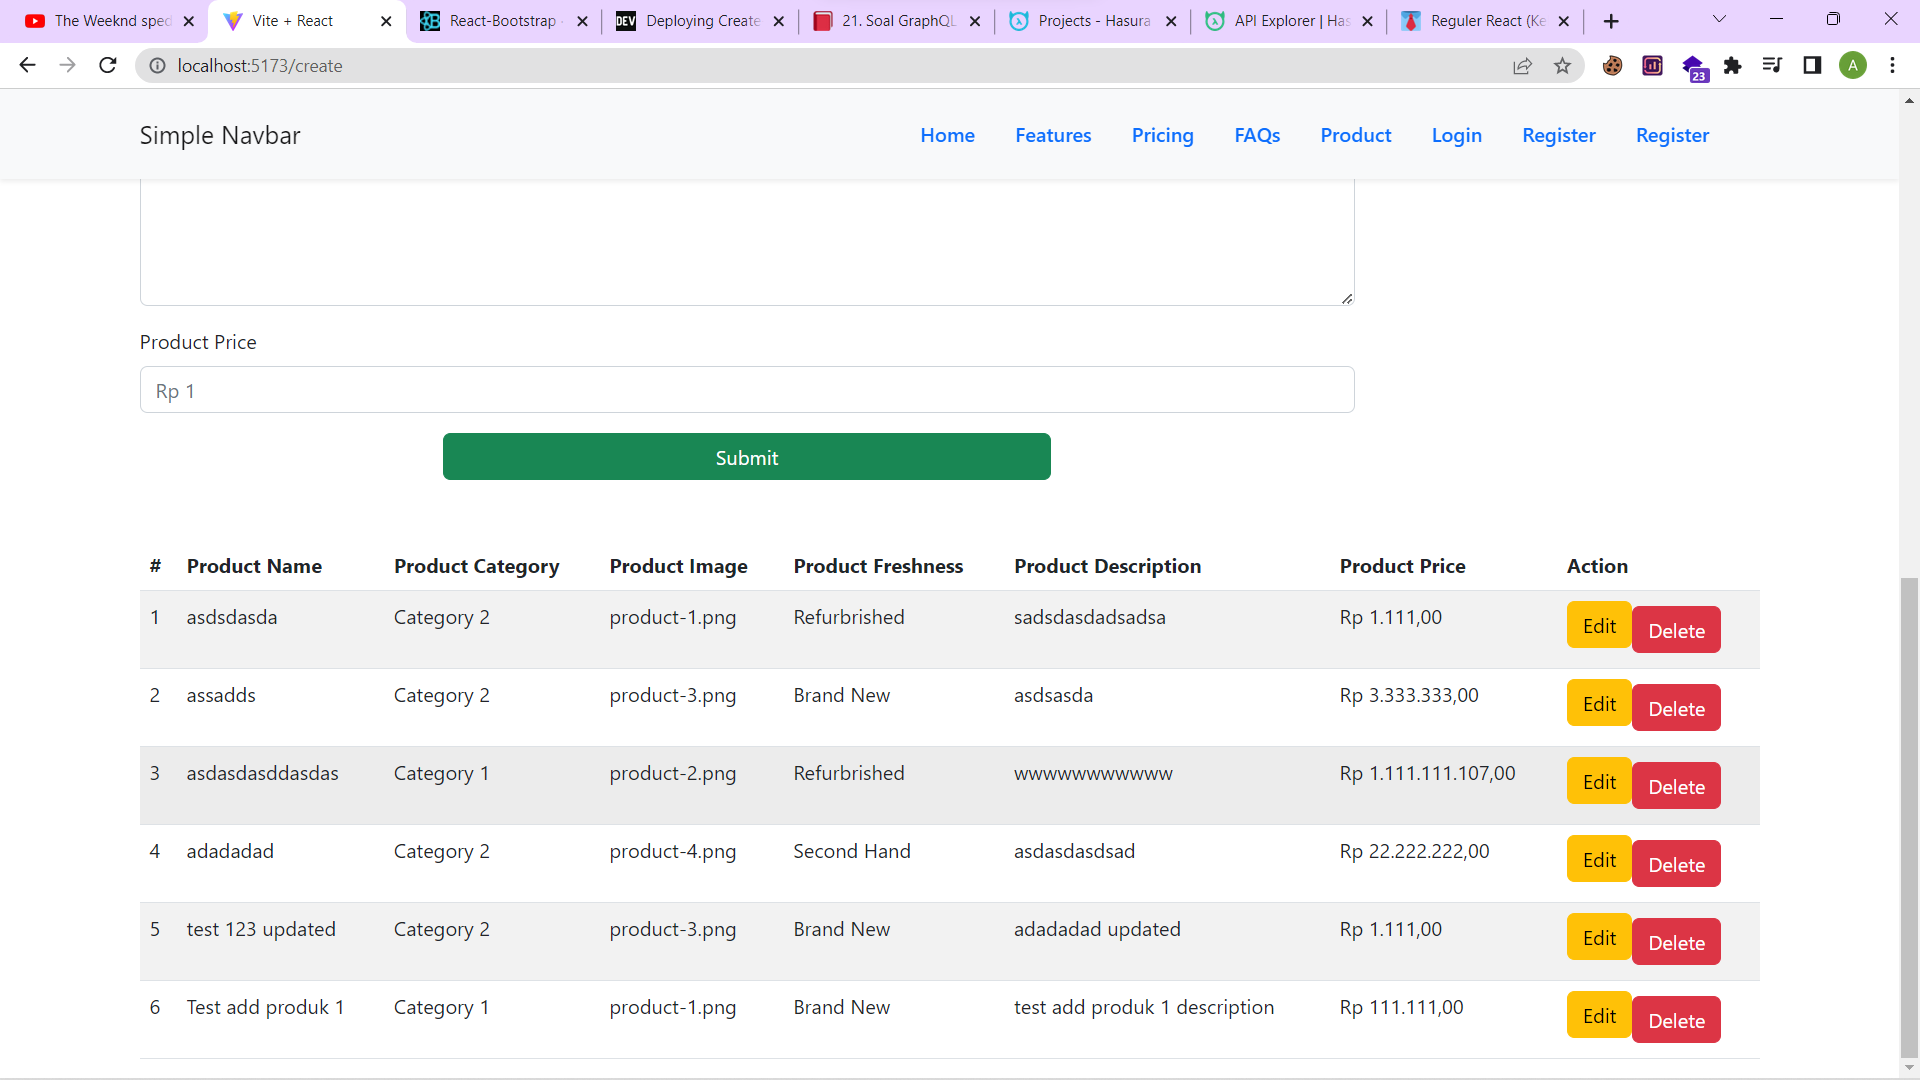 The Weeknd sped
Vite + React
React-Bootstrap
Deploying Create
21. Soal GraphQL
Projects - Hasura
API Explorer | Has
Reguler React (Ke
localhost:5173/create
23
A
Simple Navbar
Home
Features
Pricing
FAQs
Product
Login
Register
Register
Product Price
Rp 1
Submit
# Product Name Product Category Product Image Product Freshness Product Description Product Price Action
1 asdsdasda Category 2 product-1.png Refurbrished sadsdasdadsadsa Rp 1.111,00 Edit Delete
2 assadds Category 2 product-3.png Brand New asdsasda Rp 3.333.333,00 Edit Delete
3 asdasdasddasdas Category 1 product-2.png Refurbrished wwwwwwwwwww Rp 1.111.111.107,00 Edit Delete
4 adadadad Category 2 product-4.png Second Hand asdasdasdsad Rp 22.222.222,00 Edit Delete
5 test 123 updated Category 2 product-3.png Brand New adadadad updated Rp 1.111,00 Edit Delete
6 Test add produk 1 Category 1 product-1.png Brand New test add produk 1 description Rp 111.111,00 Edit Delete